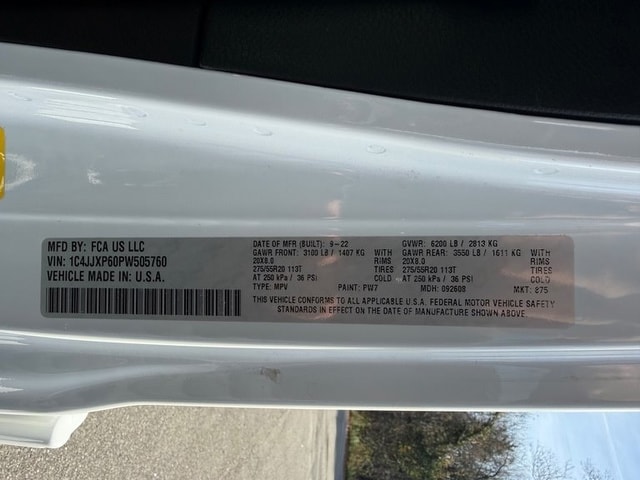 MFD BY: FCA US LLC
VIN: 1C4JJXP60PW505760
VEHICLE MADE IN U.S.A.
DATE OF MFR (BUILT): 9-22 GVWR: 6200 LB / 2813 KG
GAWR FRONT: 3100 LB / 1407 KG WITH GAWR REAR: 3550 LB / 1611 KG WITH
20X8.0 RIMS 20X8.0 RIMS
275/55R20 113T TIRES 275/55R20 113T TIRES
AT 250 kPa / 36 PSI COLD AT 250 kPa / 36 PSI COLD
TYPE: MPV PAINT: PW7 MDH: 092608 MKT: 875
THIS VEHICLE CONFORMS TO ALL APPLICABLE U.S.A. FEDERAL MOTOR VEHICLE SAFETY
STANDARDS IN EFFECT ON THE DATE OF MANUFACTURE SHOWN ABOVE.